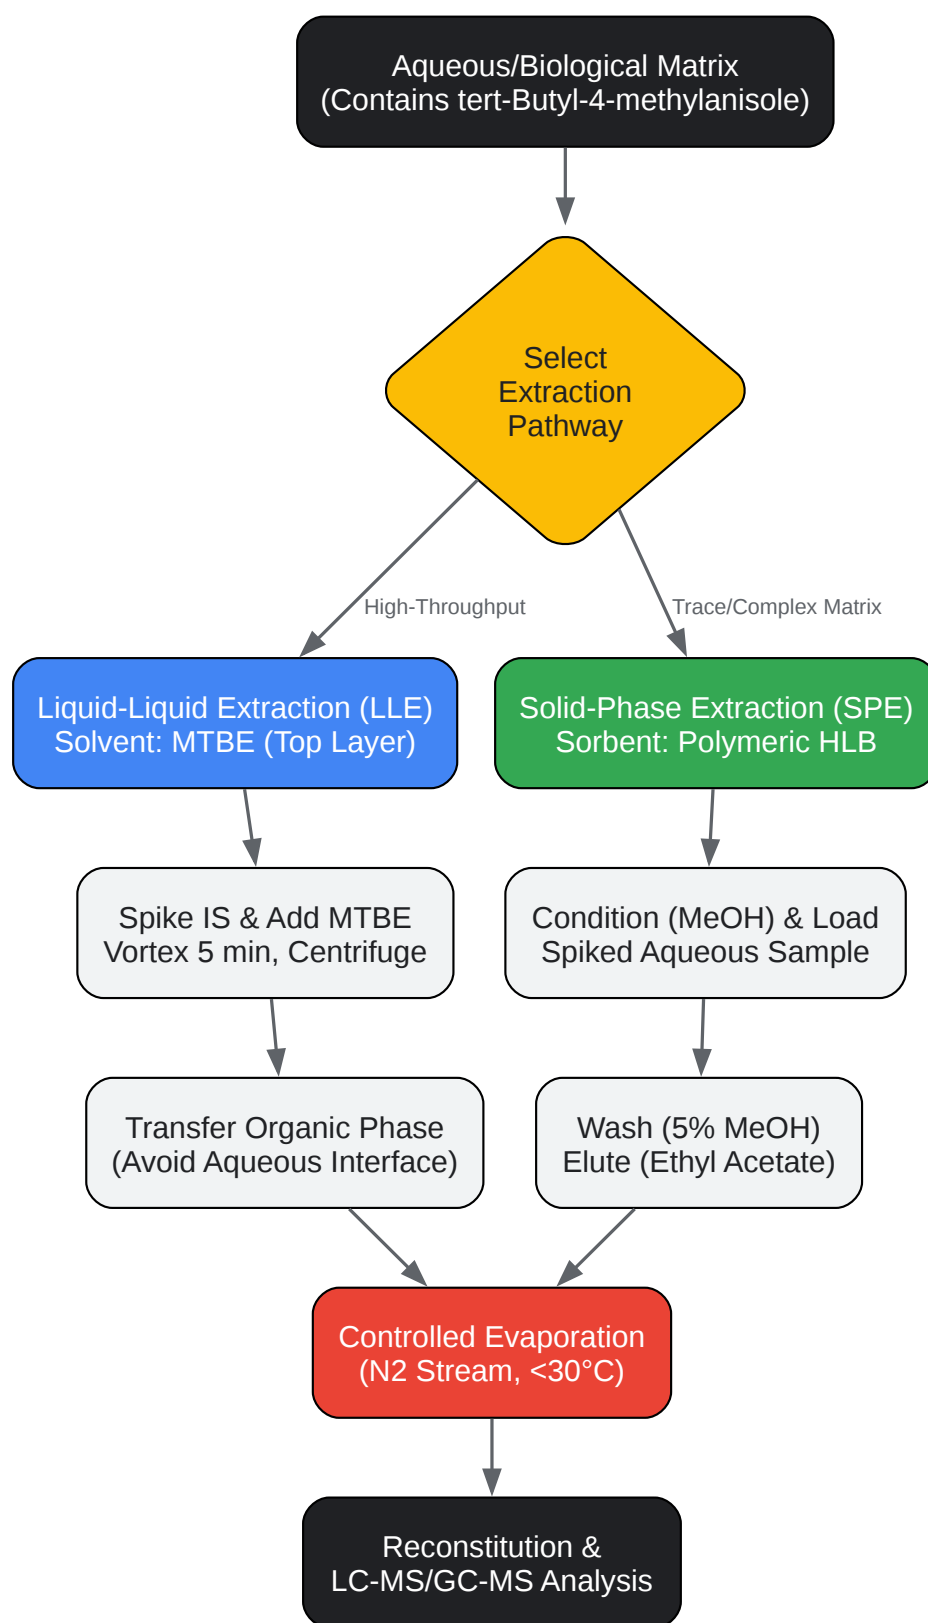 Aqueous/Biological Matrix
(Contains tert-Butyl-4-methylanisole)
Select
Extraction
Pathway
High-Throughput
Trace/Complex Matrix
Liquid-Liquid Extraction (LLE)
Solvent: MTBE (Top Layer)
Solid-Phase Extraction (SPE)
Sorbent: Polymeric HLB
Spike IS & Add MTBE
Vortex 5 min, Centrifuge
Condition (MeOH) & Load
Spiked Aqueous Sample
Transfer Organic Phase
(Avoid Aqueous Interface)
Wash (5% MeOH)
Elute (Ethyl Acetate)
Controlled Evaporation
(N2 Stream, <30°C)
Reconstitution &
LC-MS/GC-MS Analysis